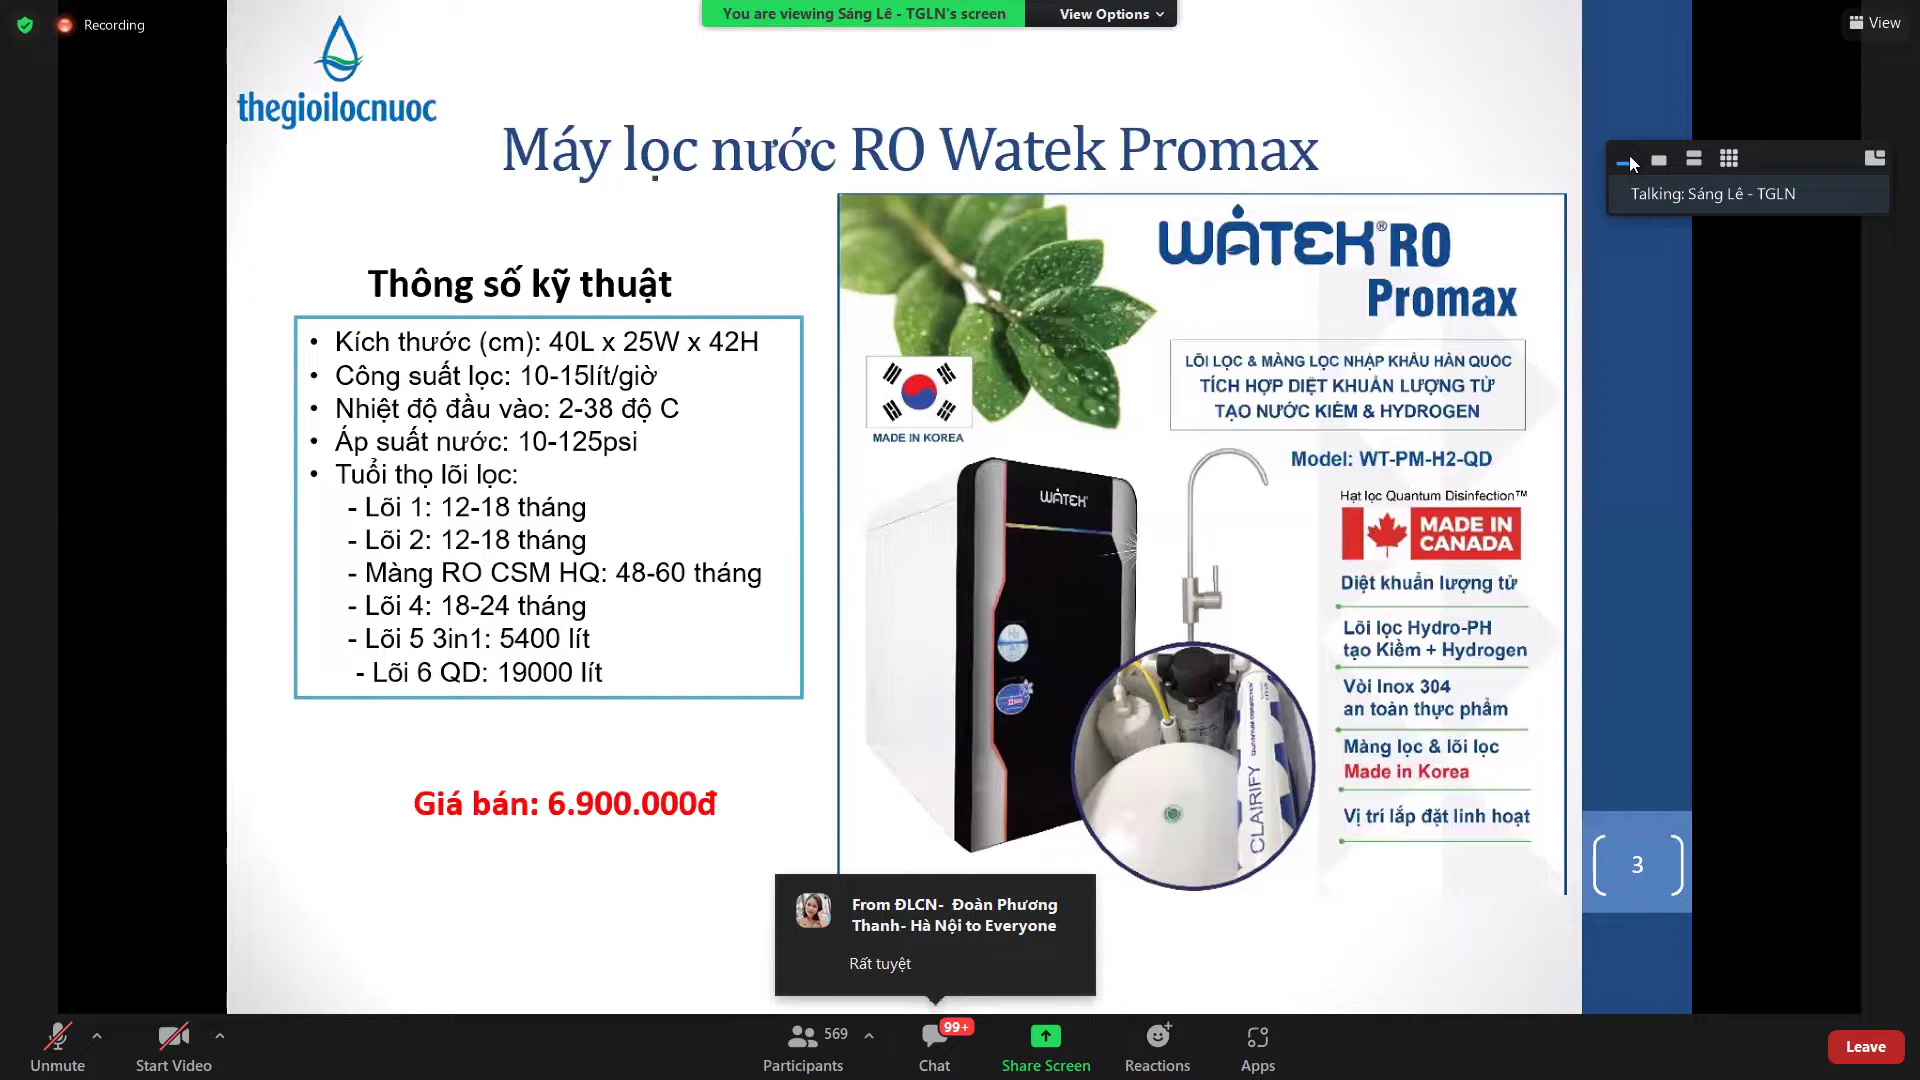 Recording
You are viewing Sáng Lê - TGLN's screen
View Options
View
thegioilocnuoc
Máy lọc nước RO Watek Promax
Talking: Sáng Lê - TGLN
Thông số kỹ thuật
• Kích thước (cm): 40L x 25W x 42H
• Công suất lọc: 10-15lít/giờ
• Nhiệt độ đầu vào: 2-38 độ C
• Áp suất nước: 10-125psi
• Tuổi thọ lõi lọc:
- Lõi 1: 12-18 tháng
- Lõi 2: 12-18 tháng
- Màng RO CSM HQ: 48-60 tháng
- Lõi 4: 18-24 tháng
- Lõi 5 3in1: 5400 lít
- Lõi 6 QD: 19000 lít
Giá bán: 6.900.000đ
WATEK® RO
Promax
LÕI LỌC & MÀNG LỌC NHẬP KHẨU HÀN QUỐC
TÍCH HỢP DIỆT KHUẨN LƯỢNG TỬ
TẠO NƯỚC KIỀM & HYDROGEN
MADE IN KOREA
Model: WT-PM-H2-QD
WATEK
Hạt lọc Quantum Disinfection™
MADE IN
CANADA
Diệt khuẩn lượng tử
Lõi lọc Hydro-PH
tạo Kiềm + Hydrogen
Vòi Inox 304
an toàn thực phẩm
Màng lọc & lõi lọc
Made in Korea
Vị trí lắp đặt linh hoạt
CLAIRIFY
3
From ĐLCN- Đoàn Phương
Thanh- Hà Nội to Everyone
Rất tuyệt
Unmute
Start Video
569
Participants
99+
Chat
Share Screen
Reactions
Apps
Leave